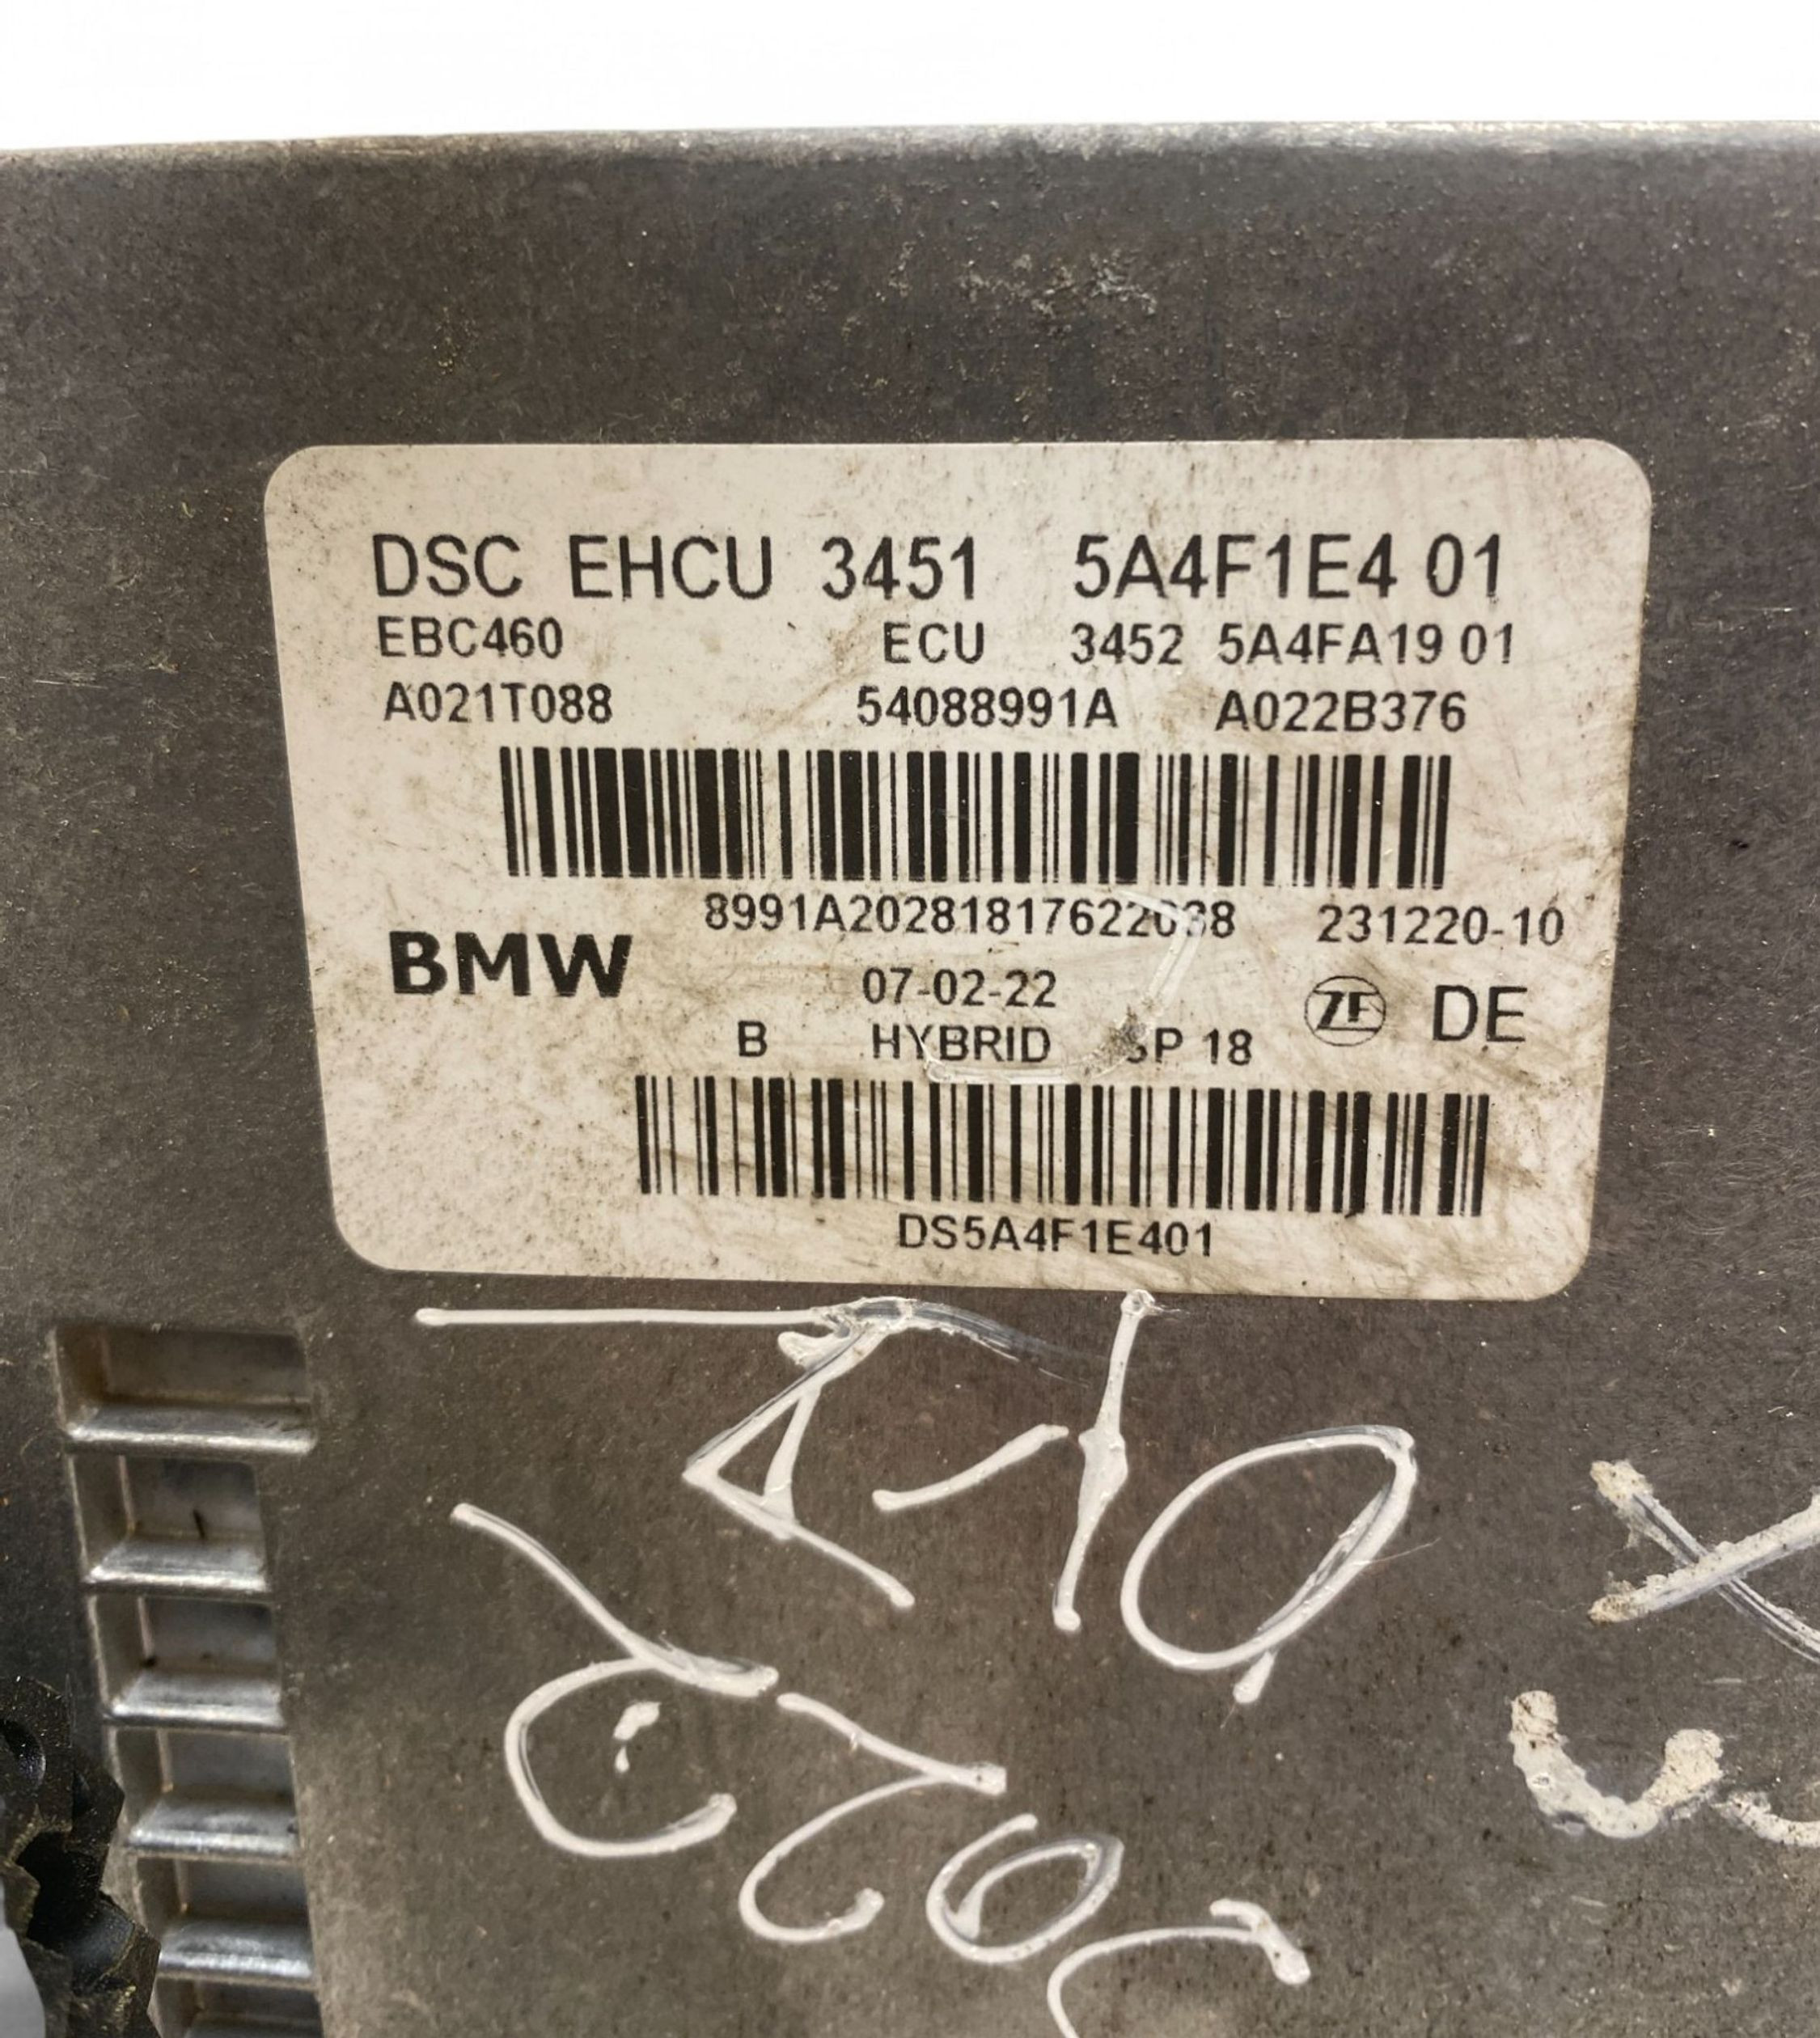 DSC EHCU 3451 5A4F1E4 01
EBC460 ECU 3452 5A4FA19 01
A021T088 54088991A A022B376
8991A20281817622038 231220-10
BMW 07-02-22 ZF DE
B HYBRID SP 18
DS5A4F1E401